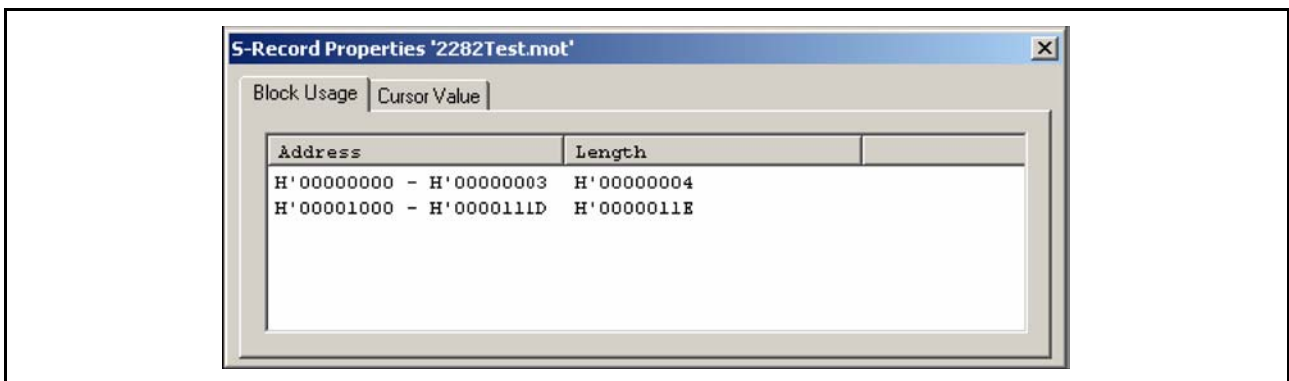 S-Record Properties '2282Test.mot'
Block Usage Cursor Value
Address Length
H'00000000 - H'00000003 H'00000004
H'00001000 - H'0000111D H'0000011E